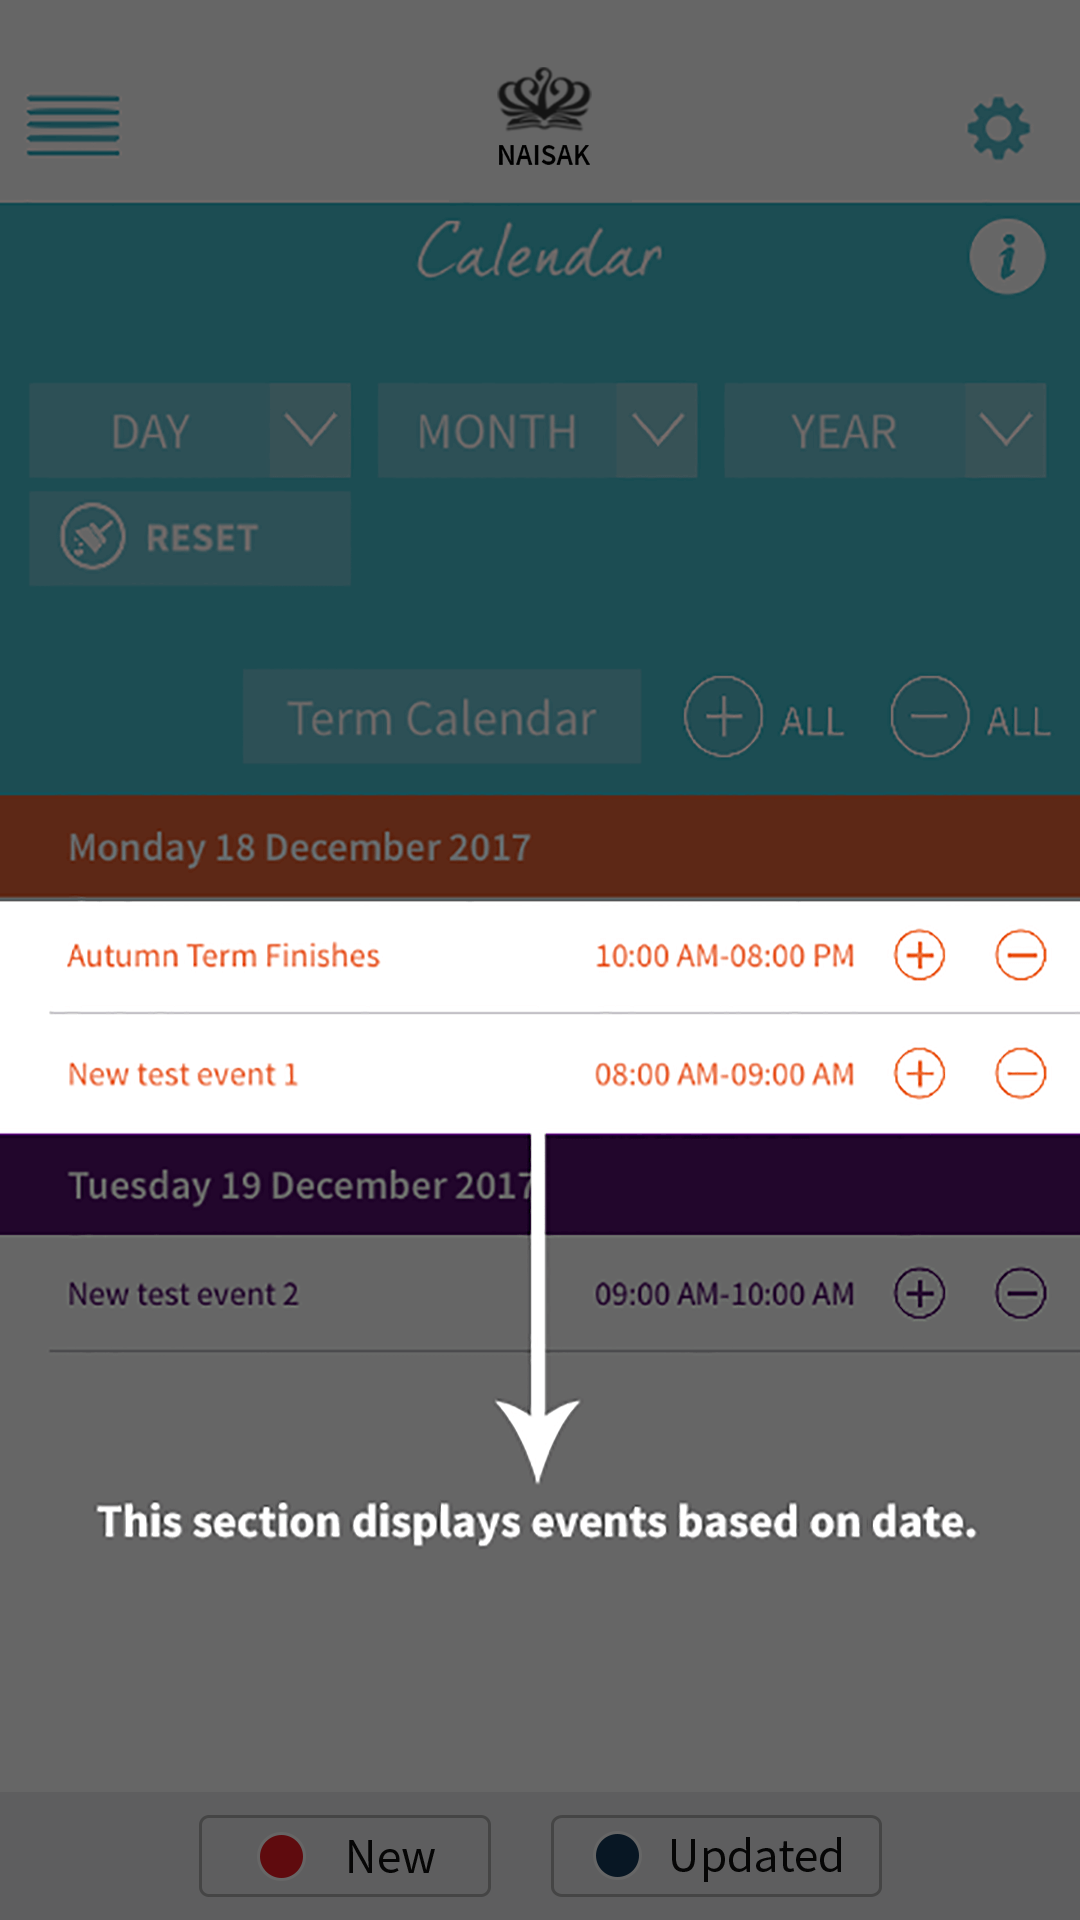 NAISAK
Calendar
DAY MONTH YEAR
RESET
Term Calendar ALL ALL
Monday 18 December 2017
Autumn Term Finishes 10:00 AM-08:00 PM
New test event 1 08:00 AM-09:00 AM
Tuesday 19 December 2017
New test event 2 09:00 AM-10:00 AM
This section displays events based on date.
New Updated